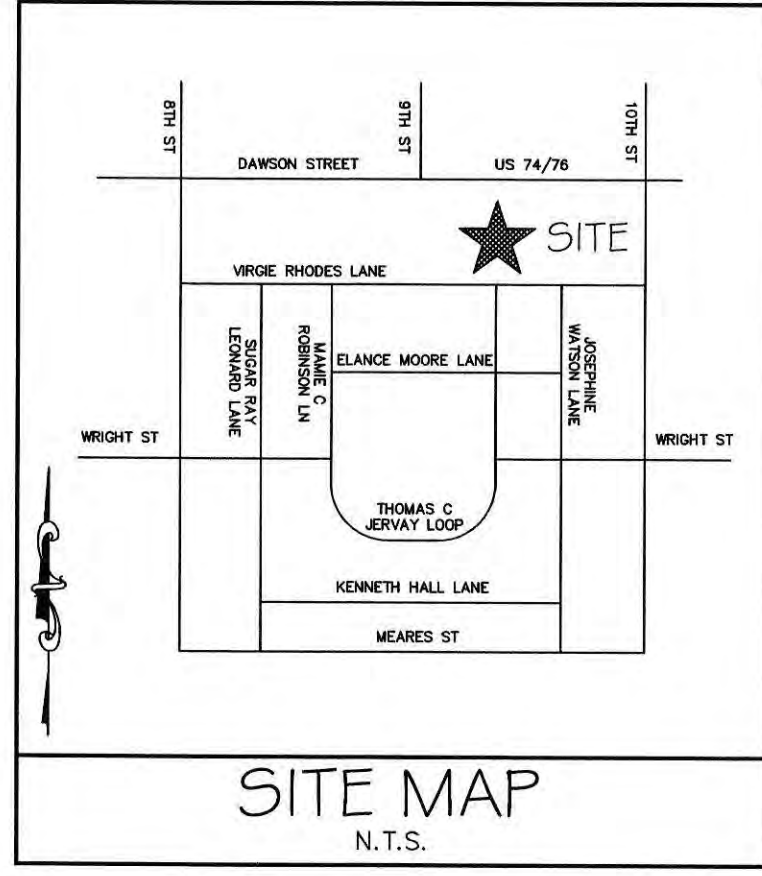 8TH ST
9TH ST
10TH ST
DAWSON STREET
US 74/76
SITE
VIRGIE RHODES LANE
SUGAR RAY
LEONARD LANE
MAMIE C
ROBINSON LN
ELANCE MOORE LANE
JOSEPHINE
WATSON LANE
WRIGHT ST
WRIGHT ST
THOMAS C
JERVAY LOOP
KENNETH HALL LANE
MEARES ST
SITE MAP
N.T.S.